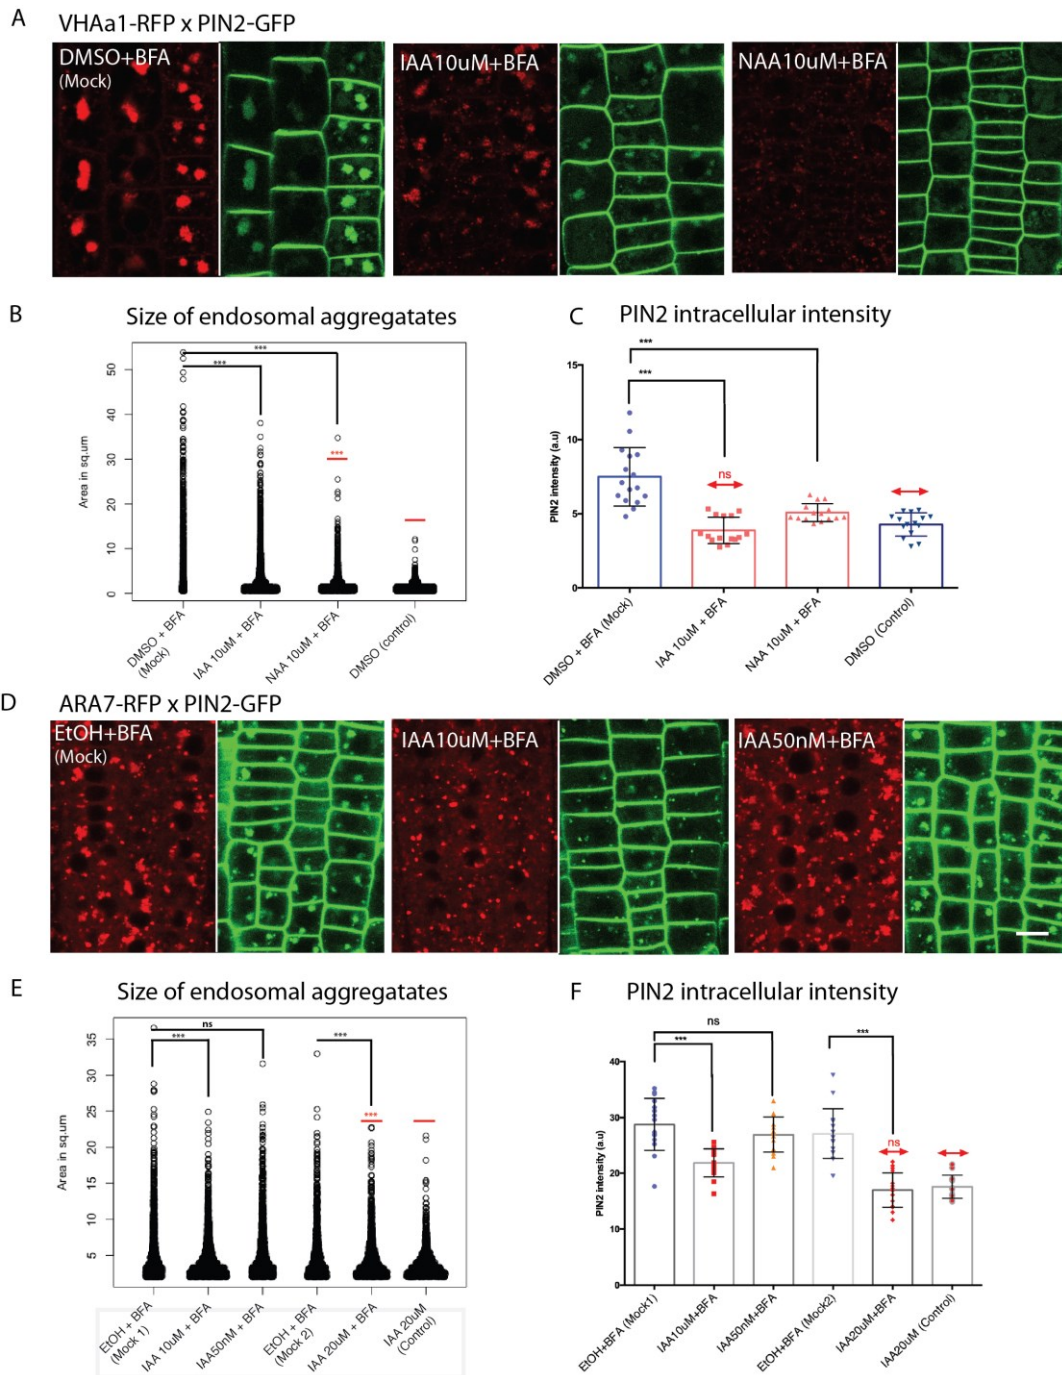 A
VHAa1-RFP x PIN2-GFP
DMSO+BFA
(Mock)
IAA10uM+BFA
NAA10uM+BFA
B
Size of endosomal aggregatates
Area in sq.um
50
40
30
20
10
0
***
***
***
DMSO + BFA
(Mock)
IAA 10uM + BFA
NAA 10uM + BFA
DMSO (control)
C
PIN2 intracellular intensity
PIN2 intensity (a.u)
15
10
5
0
***
***
ns
DMSO + BFA (Mock)
IAA 10uM + BFA
NAA 10uM + BFA
DMSO (Control)
D
ARA7-RFP x PIN2-GFP
EtOH+BFA
(Mock)
IAA10uM+BFA
IAA50nM+BFA
E
Size of endosomal aggregatates
Area in sq.um
35
30
25
20
15
10
5
ns
***
***
***
EtOH + BFA
(Mock 1)
IAA 10uM + BFA
IAA50nM + BFA
EtOH + BFA
(Mock 2)
IAA 20uM + BFA
IAA 20uM
(Control)
F
PIN2 intracellular intensity
PIN2 intensity (a.u)
40
30
20
10
0
ns
***
***
ns
EtOH+BFA (Mock1)
IAA10uM+BFA
IAA50nM+BFA
EtOH+BFA (Mock2)
IAA20uM+BFA
IAA20uM (Control)